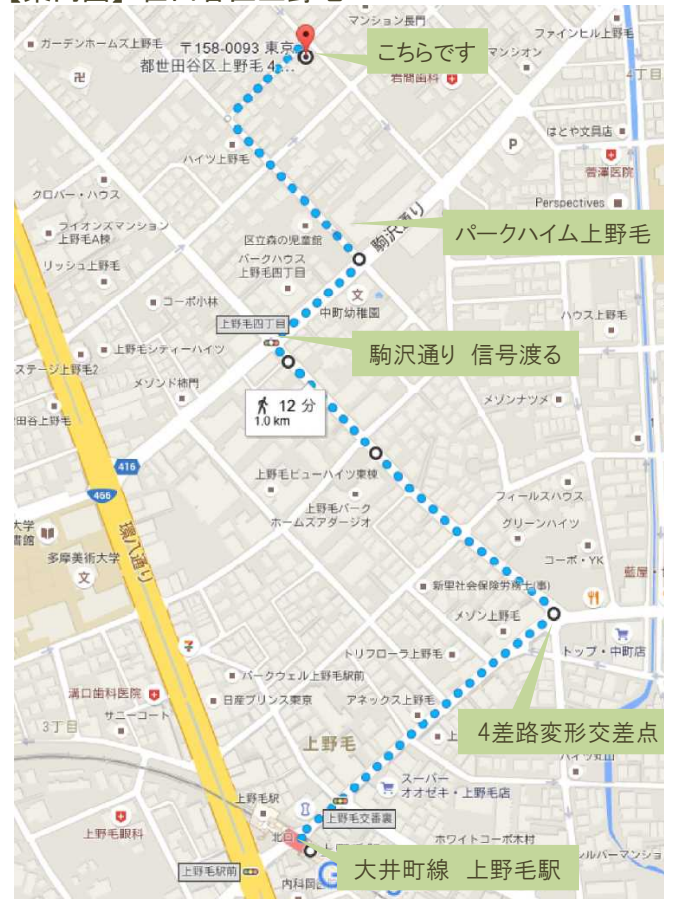 マンション長門
ガーデンホームズ上野毛
〒158-0093 東京
都世田谷区上野毛 4 ...
こちらです
ファインヒル上野毛
マンシオン
岩間歯科
4丁目
卍
P
はとや文具店
菅澤医院
ハイツ上野毛
クロバー・ハウス
Perspectives
駒沢通り
パークハイム上野毛
ライオンズマンション
上野毛A棟
区立森の児童館
リッシュ上野毛
パークハウス
上野毛四丁目
文
中町幼稚園
コーポ小林
ハウス上野毛
上野毛四丁目
上野毛シティーハイツ
駒沢通り 信号渡る
ステージ上野毛2
メゾンド柿門
12 分
1.0 km
メゾンナツメ
田谷上野毛
416
466
上野毛ビューハイツ東棟
フィールズハウス
上野毛パーク
ホームズアダージオ
グリーンハイツ
大学
書館
環八通り
多摩美術大学
文
コーポ・YK
藍屋・
新里社会保険労務士(事)
メゾン上野毛
トップ・中町店
トリフローラ上野毛
パークウェル上野毛駅前
溝口歯科医院
日産プリンス東京
アネックス上野毛
4差路変形交差点
サニーコート
3丁目
上野毛
スーパー
オオゼキ・上野毛店
上野毛駅
上野毛交番裏
上野毛眼科
北口
ホワイトコーポ木村
大井町線 上野毛駅
シルバーマンショ
上野毛駅前
内科
G